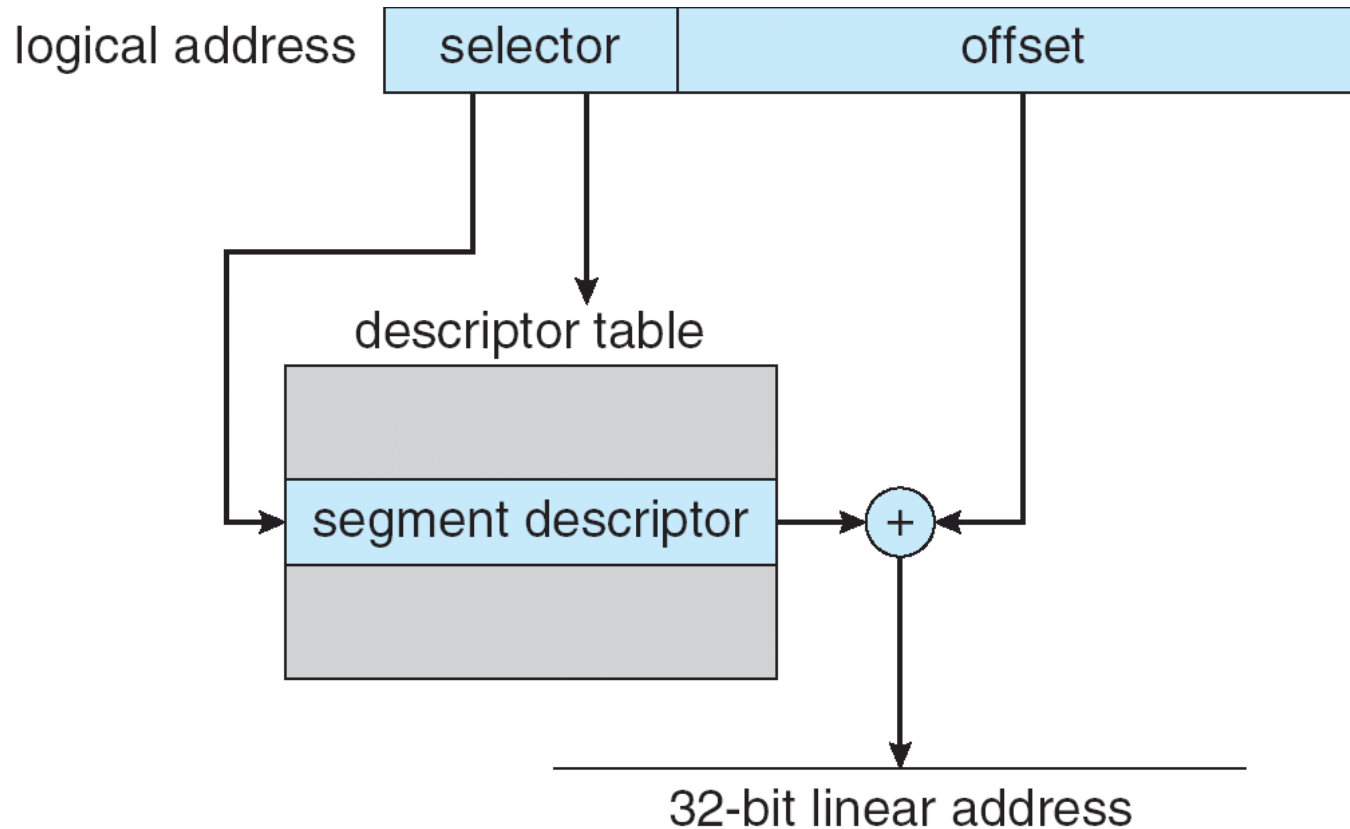 logical address selector offset
descriptor table
segment descriptor +
32-bit linear address